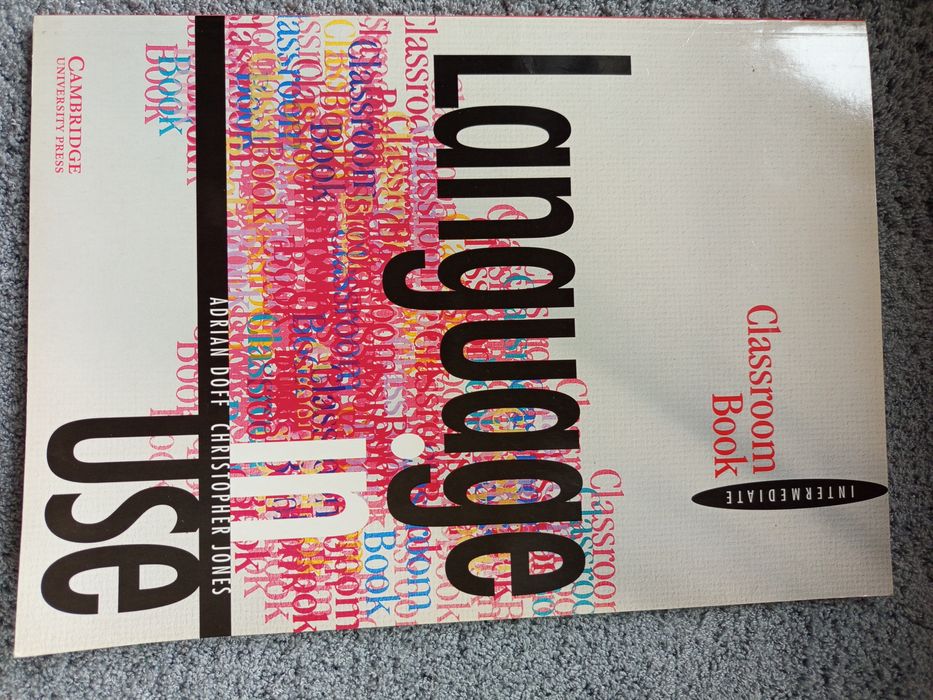 INTERMEDIATE
Classroom
Book
Language
in
ADRIAN DOFF CHRISTOPHER JONES
Use
CAMBRIDGE
UNIVERSITY PRESS